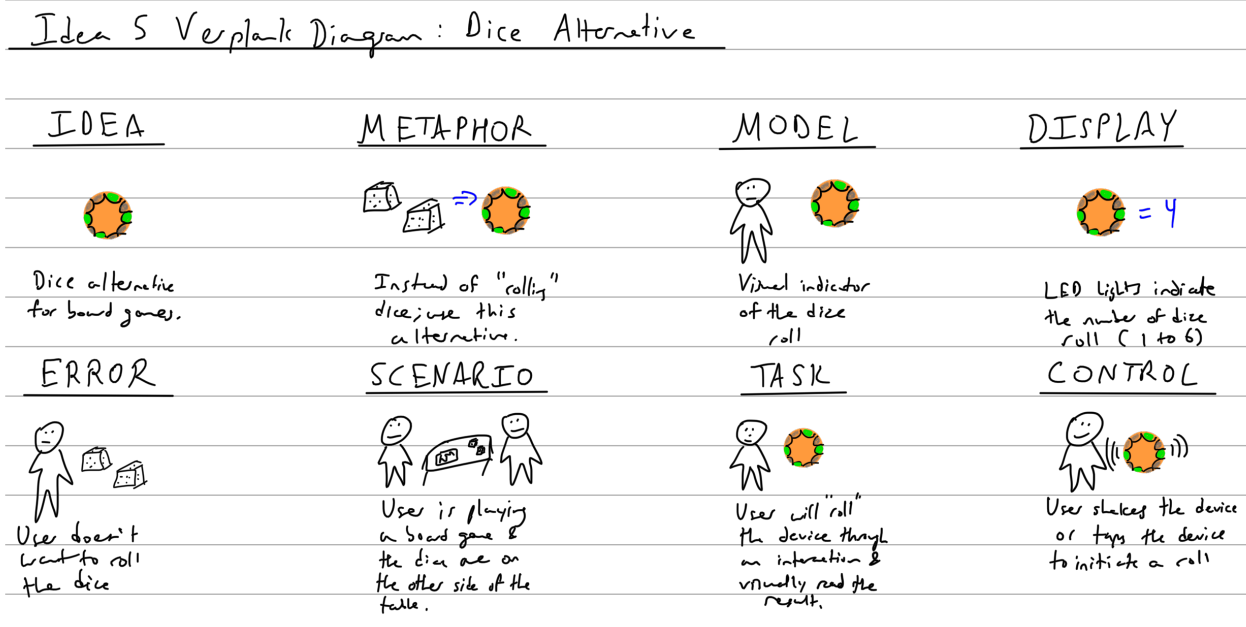 Idea 5 Verplank Diagram: Dice Alternative
IDEA
Dice alternative
for board games.
METAPHOR
Instead of "rolling"
dice, use this
alternative.
MODEL
Visual indicator
of the dice
roll
DISPLAY
= 4
LED lights indicate
the number of dice
roll (1 to 6)
ERROR
User doesn't
want to roll
the dice
SCENARIO
User is playing
a board game &
the dice are on
the other side of the
table.
TASK
User will "roll"
the device through
an interaction &
visually read the
result.
CONTROL
User shakes the device
or taps the device
to initiate a roll